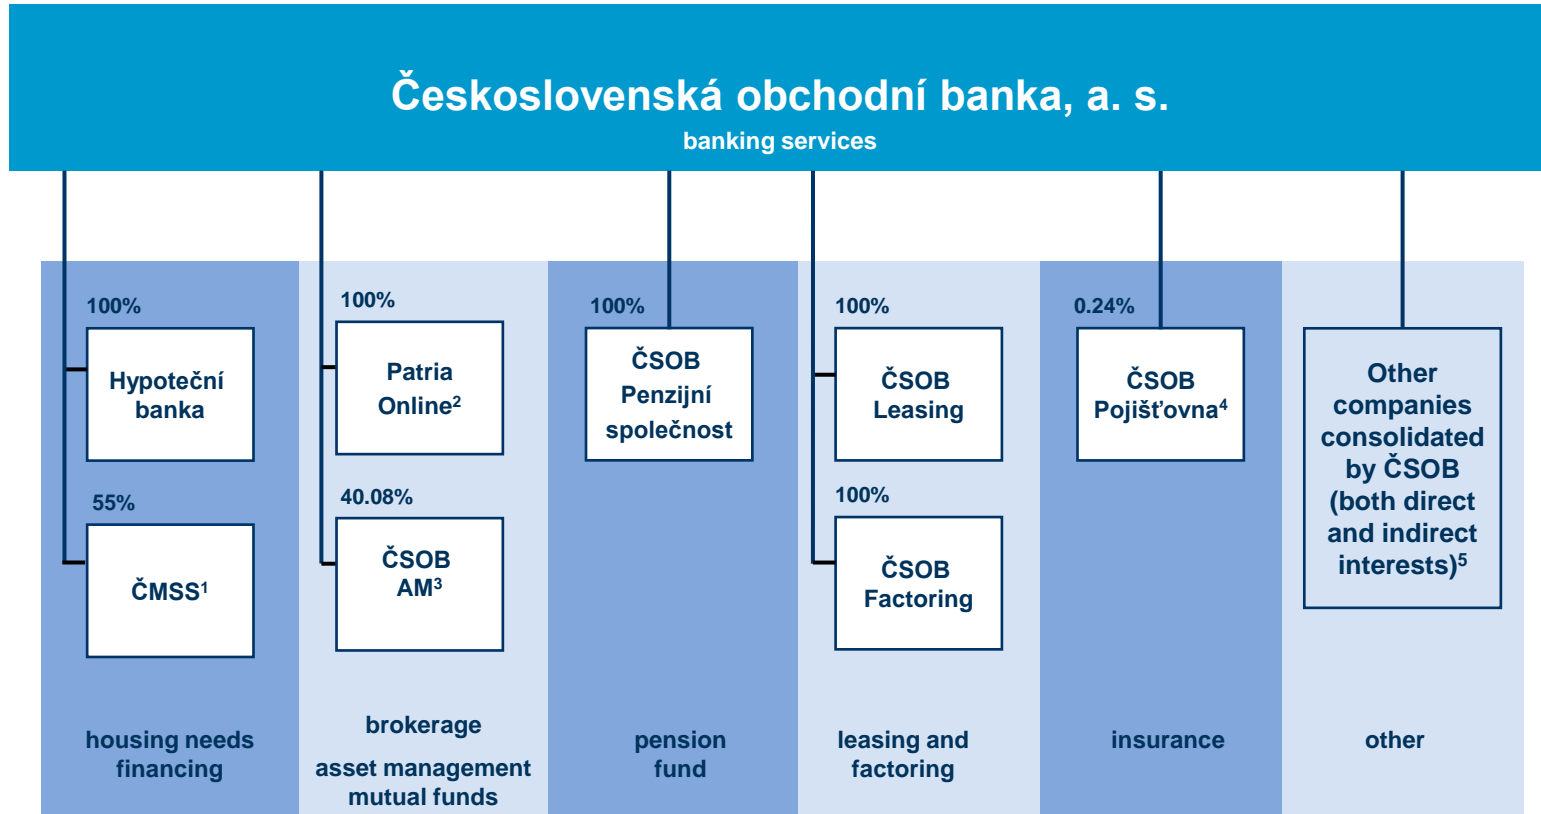 Československá obchodní banka, a. s.
banking services
100%
Hypoteční
banka
55%
ČMSS¹
housing needs
financing
100%
Patria
Online²
40.08%
ČSOB
AM³
brokerage
asset management
mutual funds
100%
ČSOB
Penzijní
společnost
pension
fund
100%
ČSOB
Leasing
100%
ČSOB
Factoring
leasing and
factoring
0.24%
ČSOB
Pojišťovna⁴
insurance
Other
companies
consolidated
by ČSOB
(both direct
and indirect
interests)⁵
other